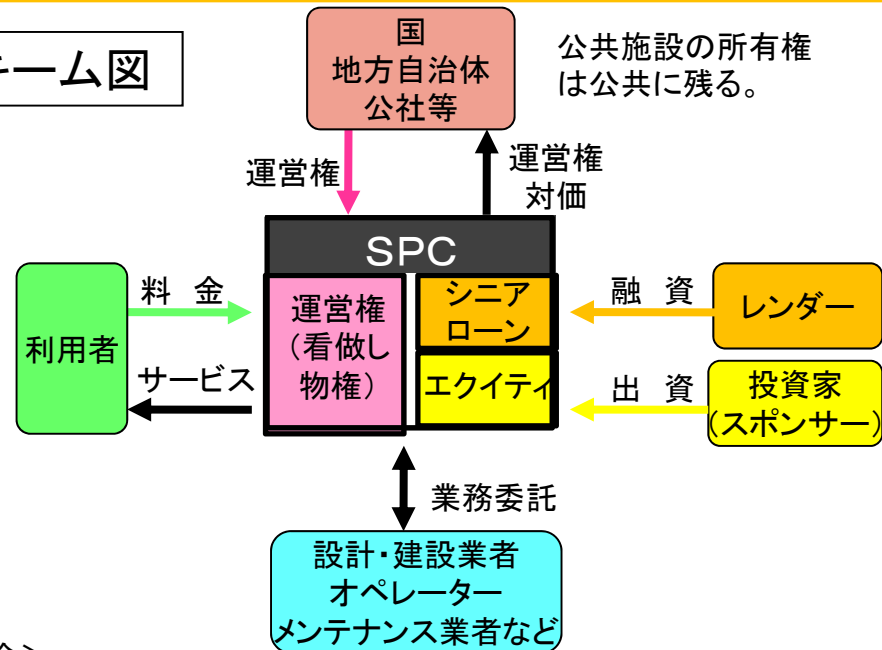 キーム図
国
地方自治体
公社等
公共施設の所有権
は公共に残る。
運営権
運営権
対価
SPC
利用者
料 金
サービス
運営権
(看做し
物権)
シニア
ローン
エクイティ
融 資
レンダー
出 資
投資家
(スポンサー)
業務委託
設計・建設業者
オペレーター
メンテナンス業者など